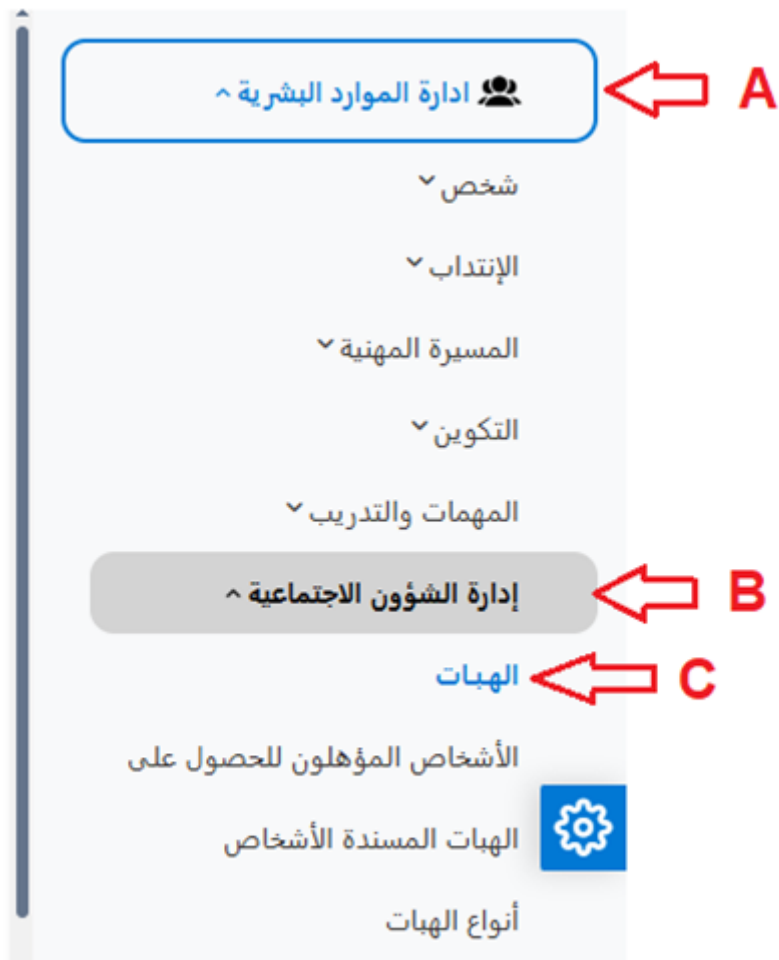 ادارة الموارد البشرية
A
شخص
الإنتداب
المسيرة المهنية
التكوين
المهمات والتدريب
إدارة الشؤون الاجتماعية
B
الهبات
C
الأشخاص المؤهلون للحصول على
الهبات المسندة الأشخاص
أنواع الهبات